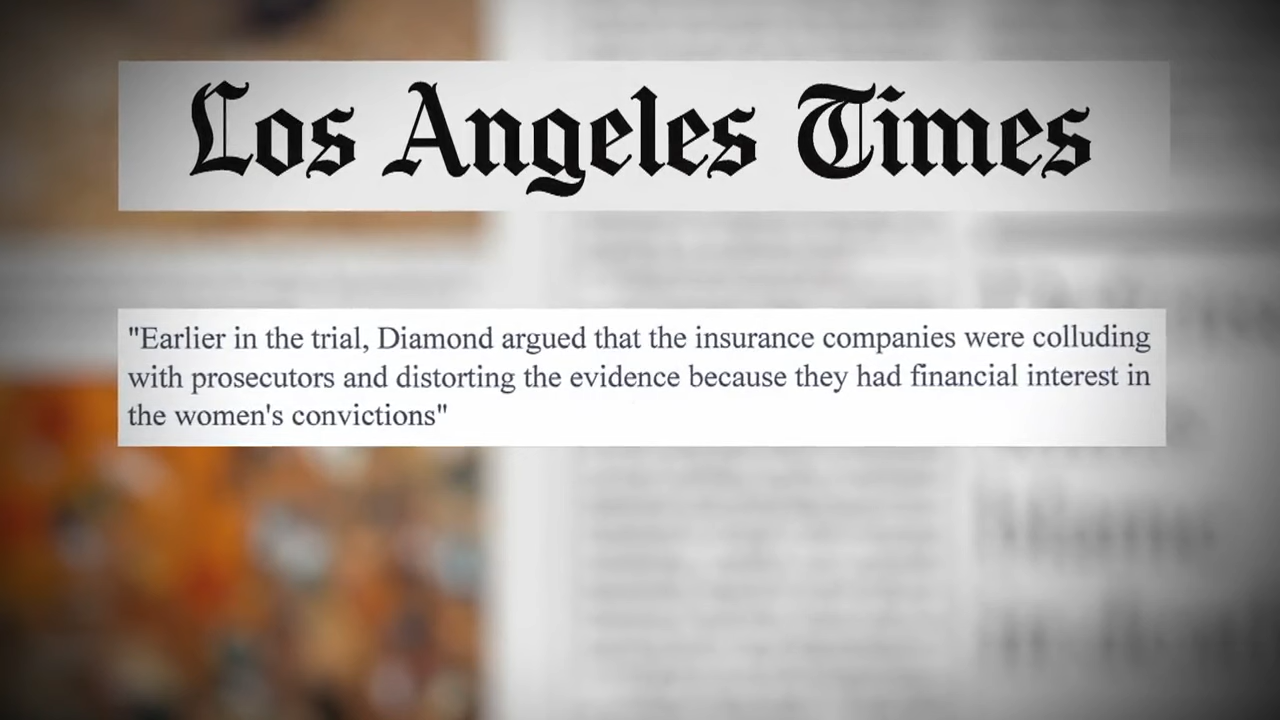 Los Angeles Times
"Earlier in the trial, Diamond argued that the insurance companies were colluding
with prosecutors and distorting the evidence because they had financial interest in
the women's convictions"